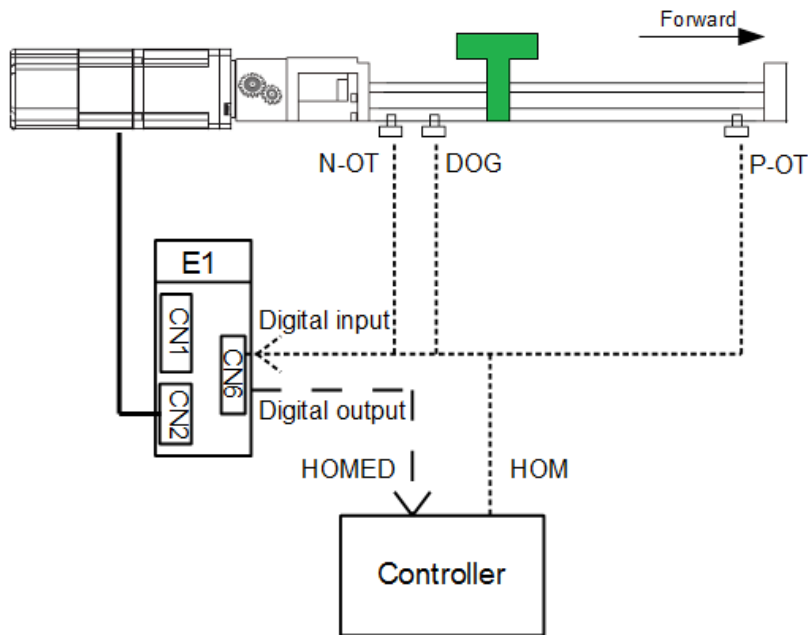 Forward
N-OT
DOG
P-OT
E1
CN1
Digital input
CN6
CN2
Digital output
HOMED
HOM
Controller